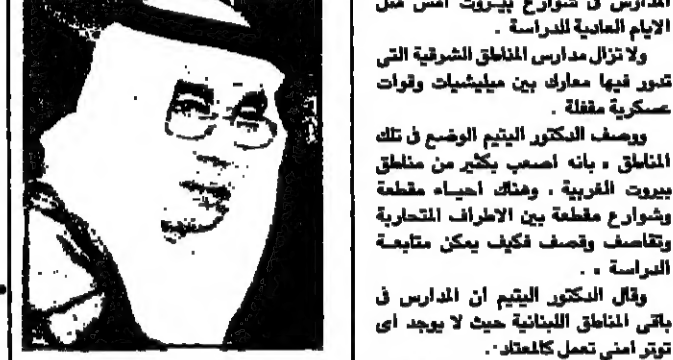 المدارس في شوارع بيروت امس مثل
الايام العادية للدراسة .
ولا تزال مدارس المناطق الشرقية التي
تدور فيها معارك بين ميليشيات وقوات
عسكرية مقفلة .
ووصف الدكتور اليتيم الوضع في تلك
المناطق « بانه اصعب بكثير من مناطق
بيروت الغربية . وهناك احياء مقطعة
وشوارع مقطعة بين الاطراف المتحاربة
وتقاصف وقصف فكيف يمكن متابعة
الدراسة » .
وقال الدكتور اليتيم ان المدارس في
باقي المناطق اللبنانية حيث لا يوجد اي
توتر امني تعمل كالمعتاد .